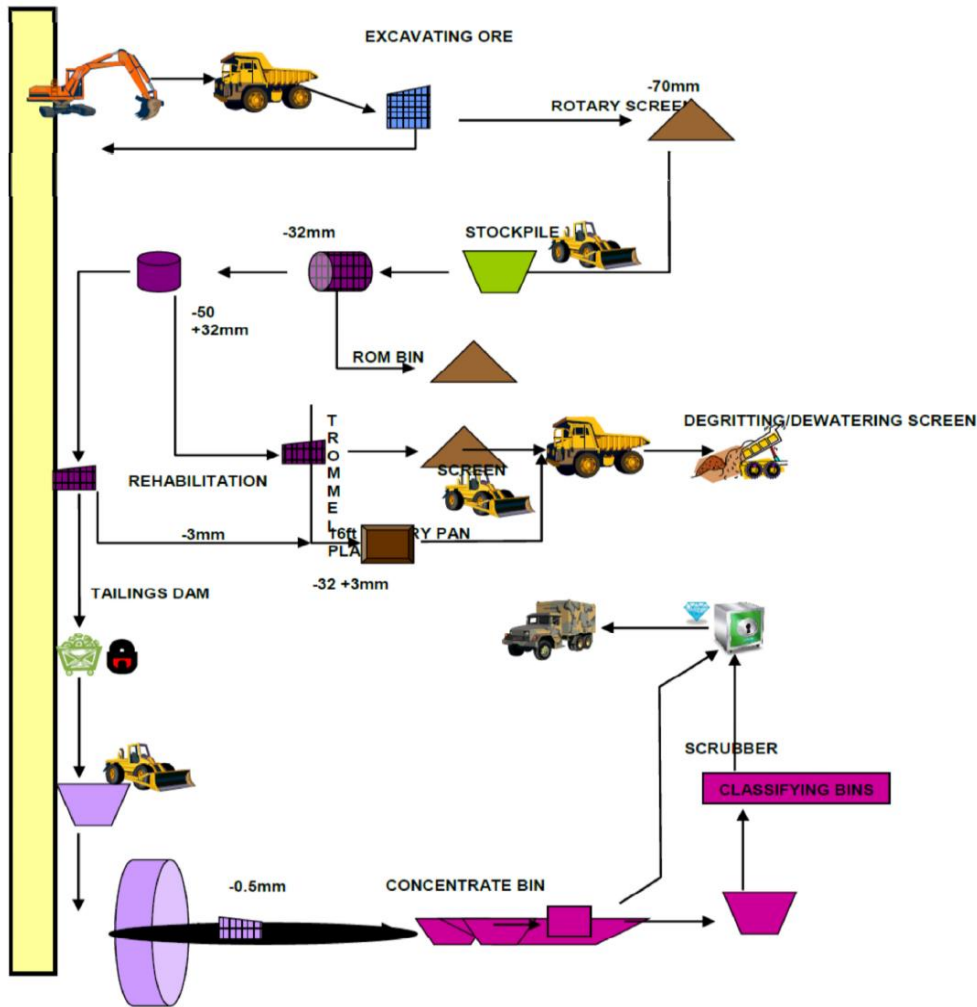 EXCAVATING ORE
-70mm
ROTARY SCREEN
-32mm
STOCKPILE
-50
+32mm
ROM BIN
TROMMEL
DEGRITTING/DEWATERING SCREEN
SCREEN
REHABILITATION
-3mm
16ft RY PAN
PLA
-32 +3mm
TAILINGS DAM
SCRUBBER
CLASSIFYING BINS
-0.5mm
CONCENTRATE BIN